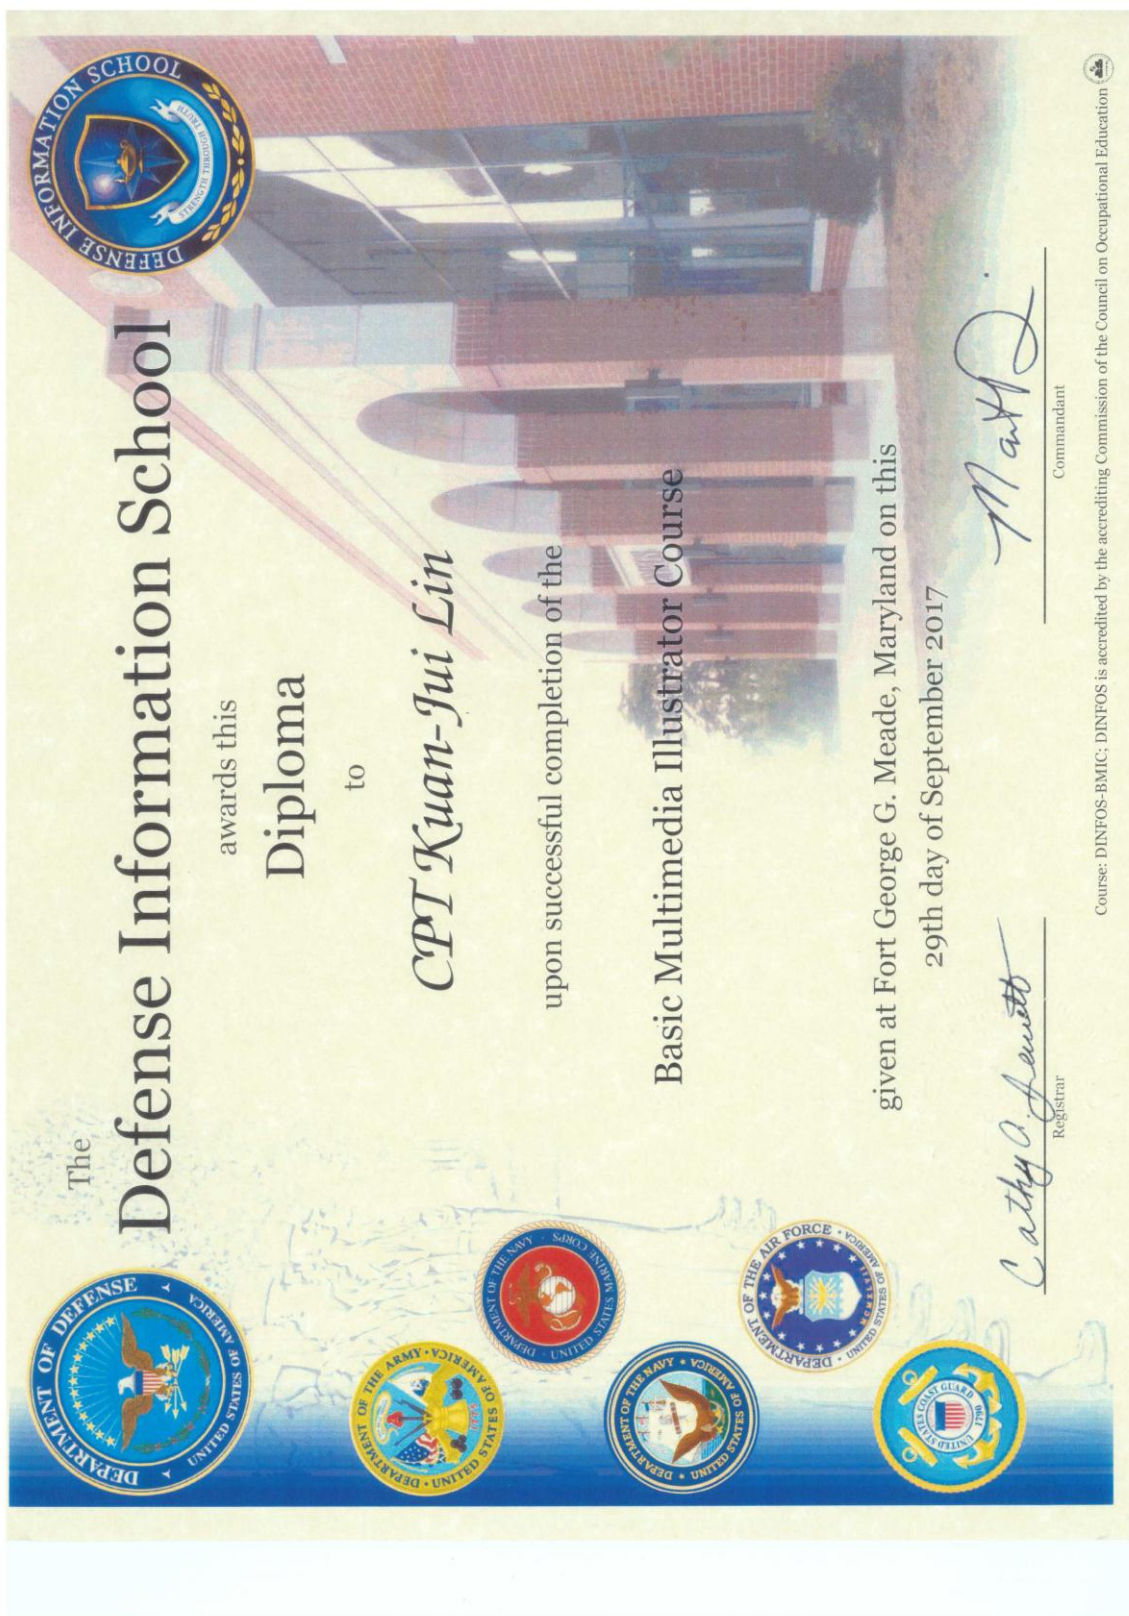 The
Defense Information School
awards this
Diploma
to
CPT Kuan-Jui Lin
upon successful completion of the
Basic Multimedia Illustrator Course
given at Fort George G. Meade, Maryland on this
29th day of September 2017
Cathy A.
Registrar
Commandant
Course: DINFOS-BMIC; DINFOS is accredited by the accrediting Commission of the Council on Occupational Education
DEPARTMENT OF DEFENSE
UNITED STATES OF AMERICA
DEFENSE INFORMATION SCHOOL
STRENGTH THROUGH TRUTH
DEPARTMENT OF THE ARMY
UNITED STATES OF AMERICA
DEPARTMENT OF THE NAVY
UNITED STATES MARINE CORPS
DEPARTMENT OF THE NAVY
UNITED STATES OF AMERICA
DEPARTMENT OF THE AIR FORCE
UNITED STATES OF AMERICA
MCMXLVII
UNITED STATES COAST GUARD
1790